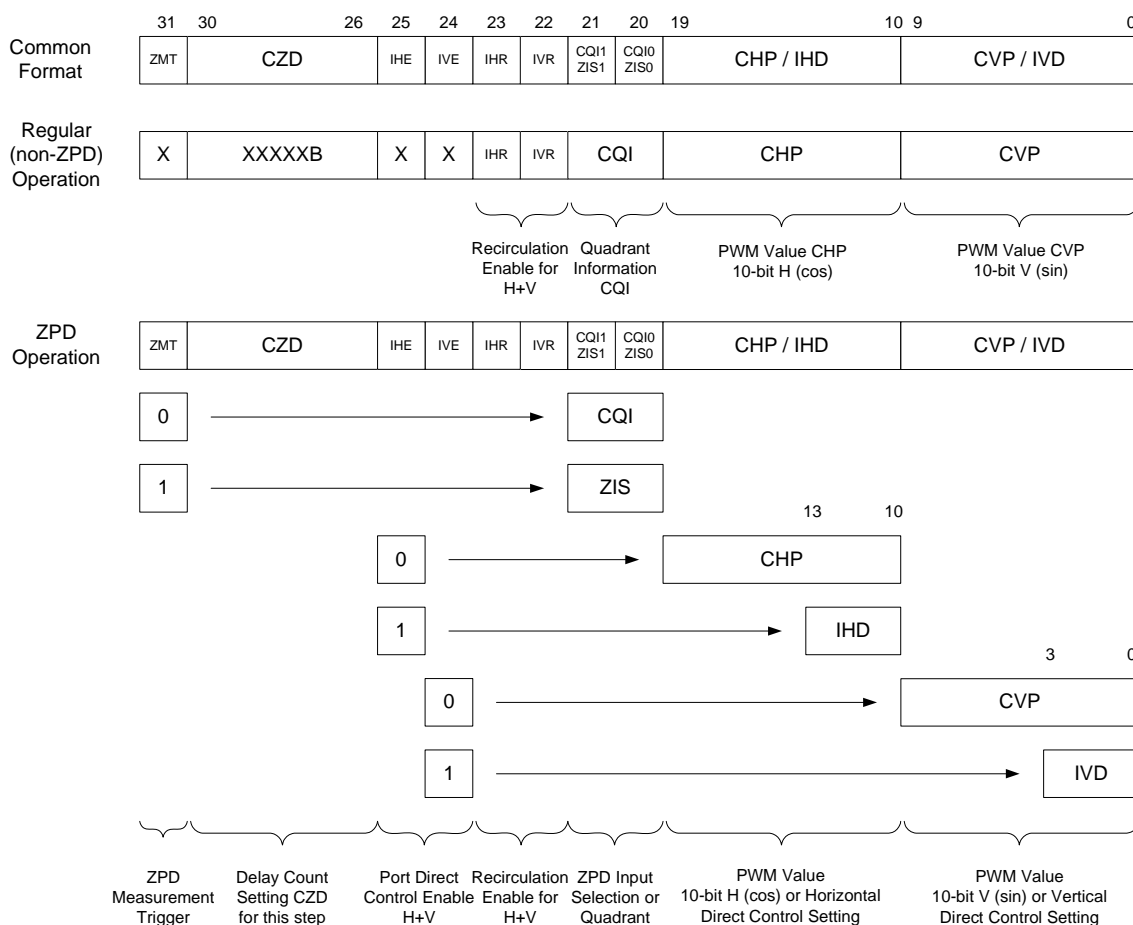 31 30 26 25 24 23 22 21 20 19 10 9 0
Common
Format
ZMT CZD IHE IVE IHR IVR CQI1 CQI0 CHP / IHD CVP / IVD
ZIS1 ZIS0
Regular
(non-ZPD)
Operation
X XXXXXB X X IHR IVR CQI CHP CVP
Recirculation
Enable for
H+V
Quadrant
Information
CQI
PWM Value CHP
10-bit H (cos)
PWM Value CVP
10-bit V (sin)
ZPD
Operation
ZMT CZD IHE IVE IHR IVR CQI1 CQI0 CHP / IHD CVP / IVD
ZIS1 ZIS0
0 CQI
1 ZIS
13 10
0 CHP
1 IHD
3 0
0 CVP
1 IVD
ZPD
Measurement
Trigger
Delay Count
Setting CZD
for this step
Port Direct
Control Enable
H+V
Recirculation
Enable for
H+V
ZPD Input
Selection or
Quadrant
PWM Value
10-bit H (cos) or Horizontal
Direct Control Setting
PWM Value
10-bit V (sin) or Vertical
Direct Control Setting